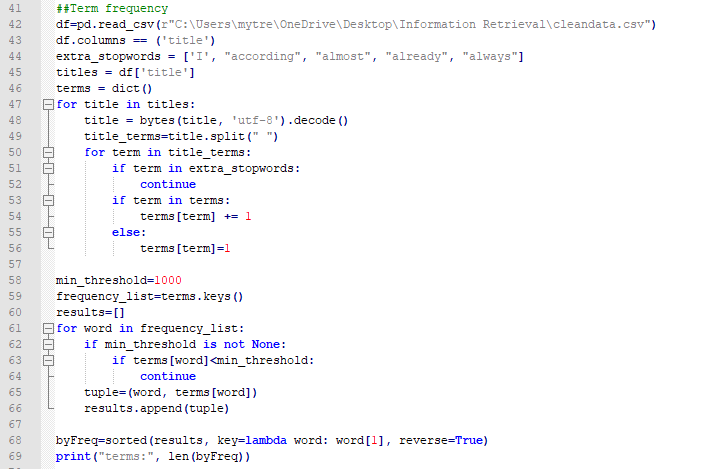 41 ##Term frequency
42 df=pd.read_csv(r"C:\Users\mytre\OneDrive\Desktop\Information Retrieval\cleandata.csv")
43 df.columns == ('title')
44 extra_stopwords = ['I', "according", "almost", "already", "always"]
45 titles = df['title']
46 terms = dict()
47 for title in titles:
48     title = bytes(title, 'utf-8').decode()
49     title_terms=title.split(" ")
50     for term in title_terms:
51         if term in extra_stopwords:
52             continue
53         if term in terms:
54             terms[term] += 1
55         else:
56             terms[term]=1
57
58 min_threshold=1000
59 frequency_list=terms.keys()
60 results=[]
61 for word in frequency_list:
62     if min_threshold is not None:
63         if terms[word]<min_threshold:
64             continue
65     tuple=(word, terms[word])
66     results.append(tuple)
67
68 byFreq=sorted(results, key=lambda word: word[1], reverse=True)
69 print("terms:", len(byFreq))